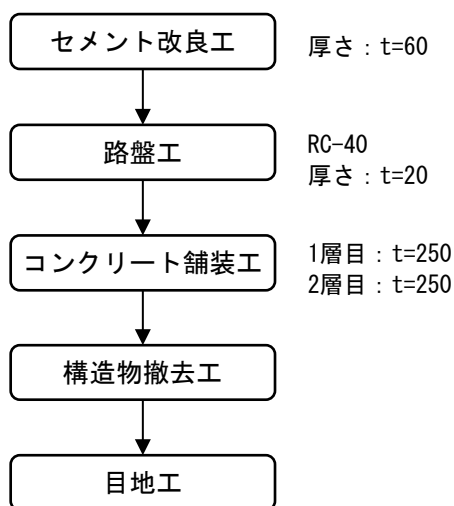 セメント改良工
厚さ：t=60
路盤工
RC-40
厚さ：t=20
コンクリート舗装工
1層目：t=250
2層目：t=250
構造物撤去工
目地工